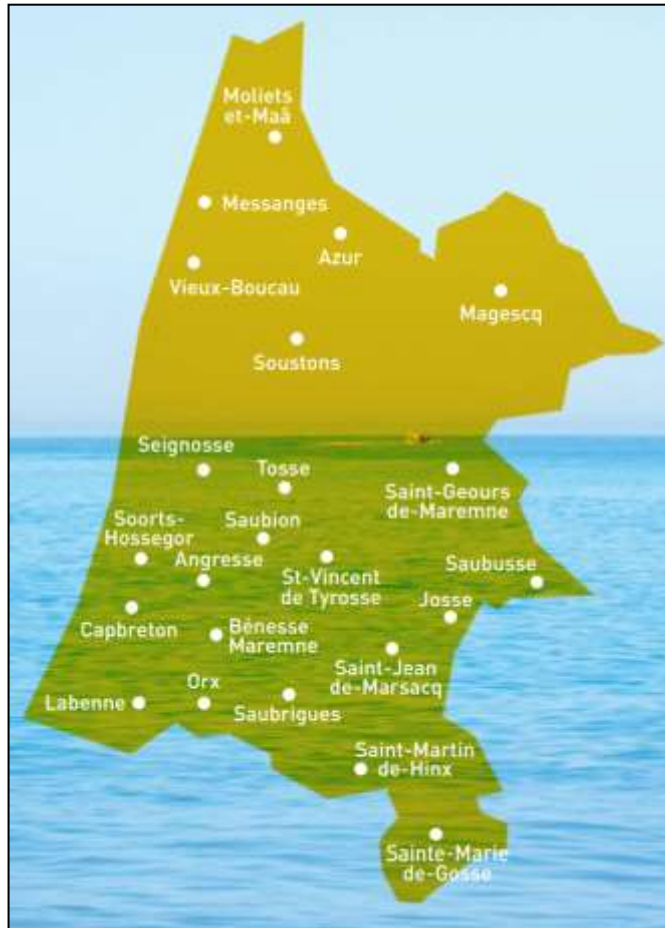 Moliets
et-Maâ
Messanges
Azur
Vieux-Boucau
Magescq
Soustons
Seignosse
Tosse
Saint-Geours
de-Maremne
Soorts-
Hossegor
Saubion
Angresse
St-Vincent
de Tyrosse
Saubusse
Josse
Capbreton
Bénesse
Maremne
Saint-Jean
de-Marsacq
Labenne
Orx
Saubrigues
Saint-Martin
de-Hinx
Sainte-Marie
de-Gosse